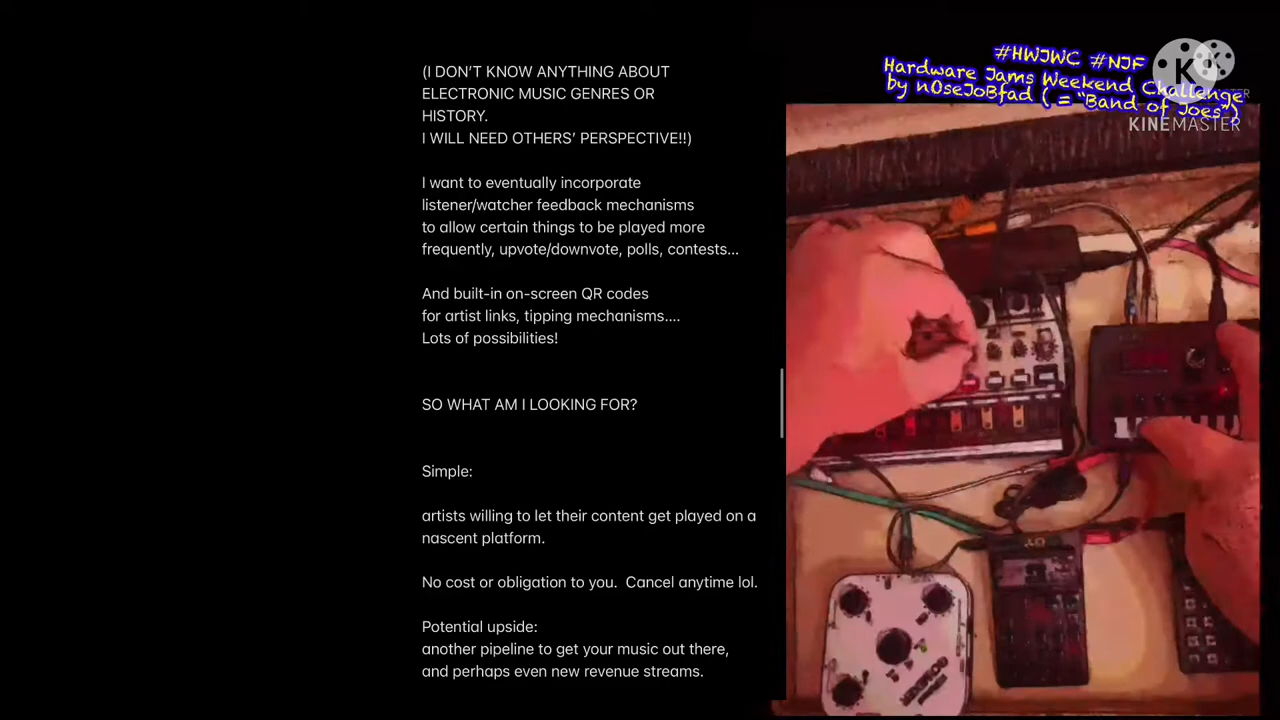 (I DON'T KNOW ANYTHING ABOUT
ELECTRONIC MUSIC GENRES OR
HISTORY.
I WILL NEED OTHERS' PERSPECTIVE!!)
I want to eventually incorporate
listener/watcher feedback mechanisms
to allow certain things to be played more
frequently, upvote/downvote, polls, contests...
And built-in on-screen QR codes
for artist links, tipping mechanisms....
Lots of possibilities!
SO WHAT AM I LOOKING FOR?
Simple:
artists willing to let their content get played on a
nascent platform.
No cost or obligation to you.  Cancel anytime lol.
Potential upside:
another pipeline to get your music out there,
and perhaps even new revenue streams.
#HWJWC #NJF
Hardware Jams Weekend Challenge
by n0seJoBfad ( = "Band of Joes")
K
KINEMASTER